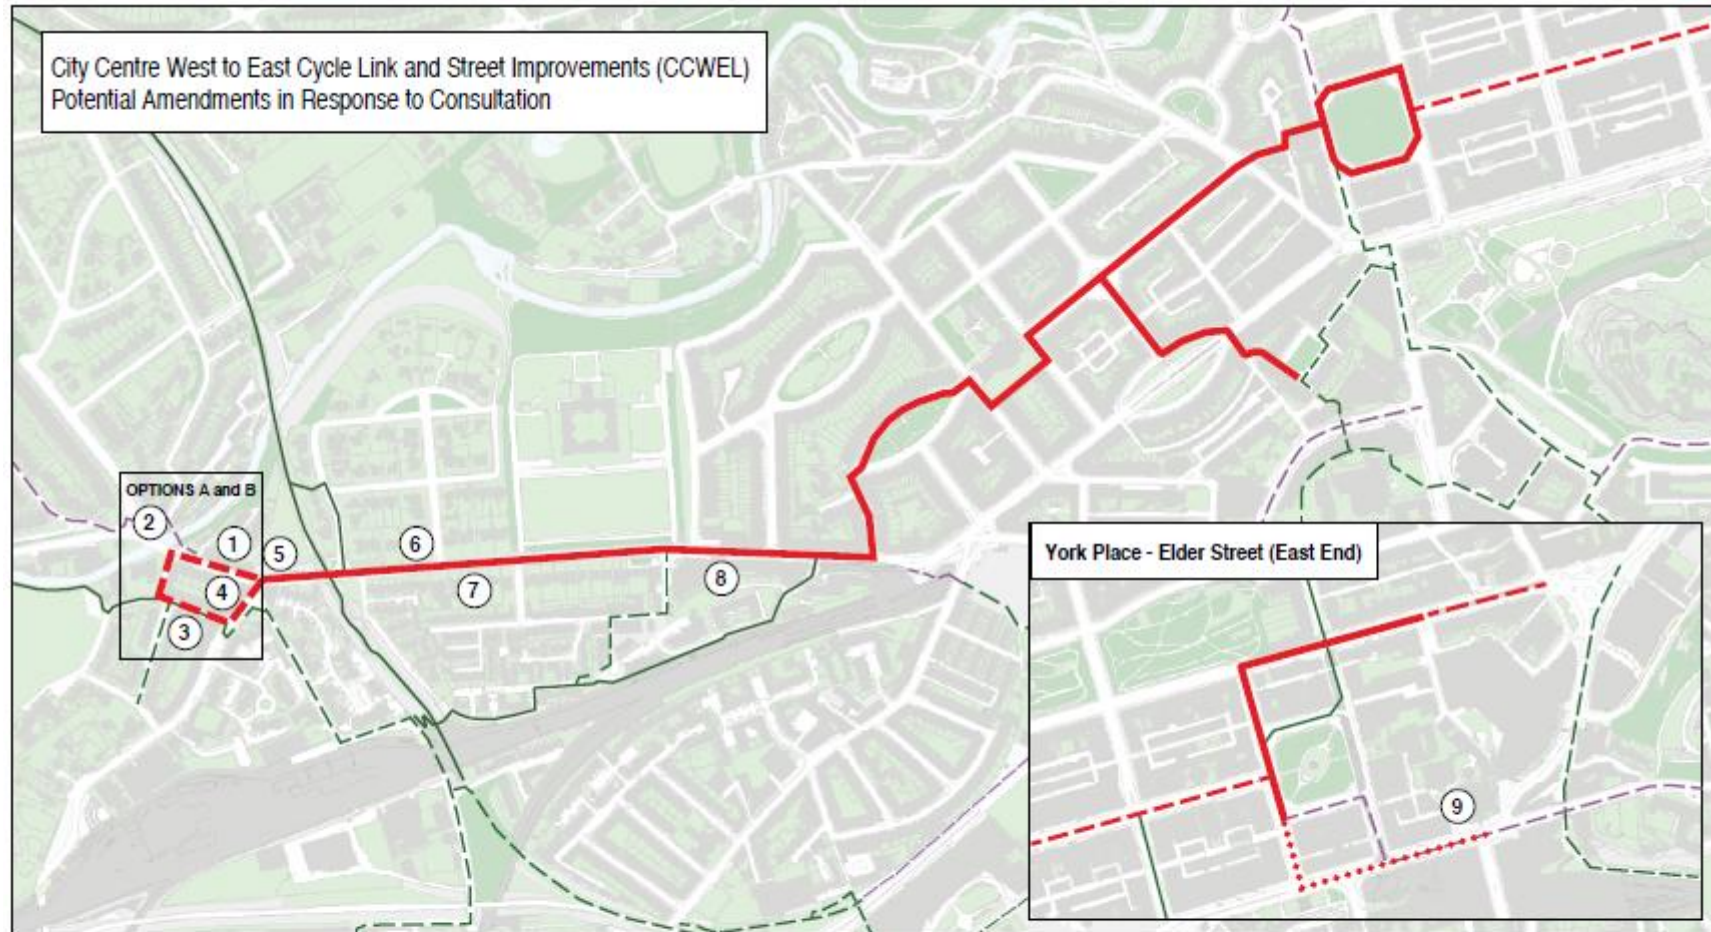 City Centre West to East Cycle Link and Street Improvements (CCWEL)
Potential Amendments in Response to Consultation
OPTIONS A and B
2
1
5
6
4
7
8
3
York Place - Elder Street (East End)
9